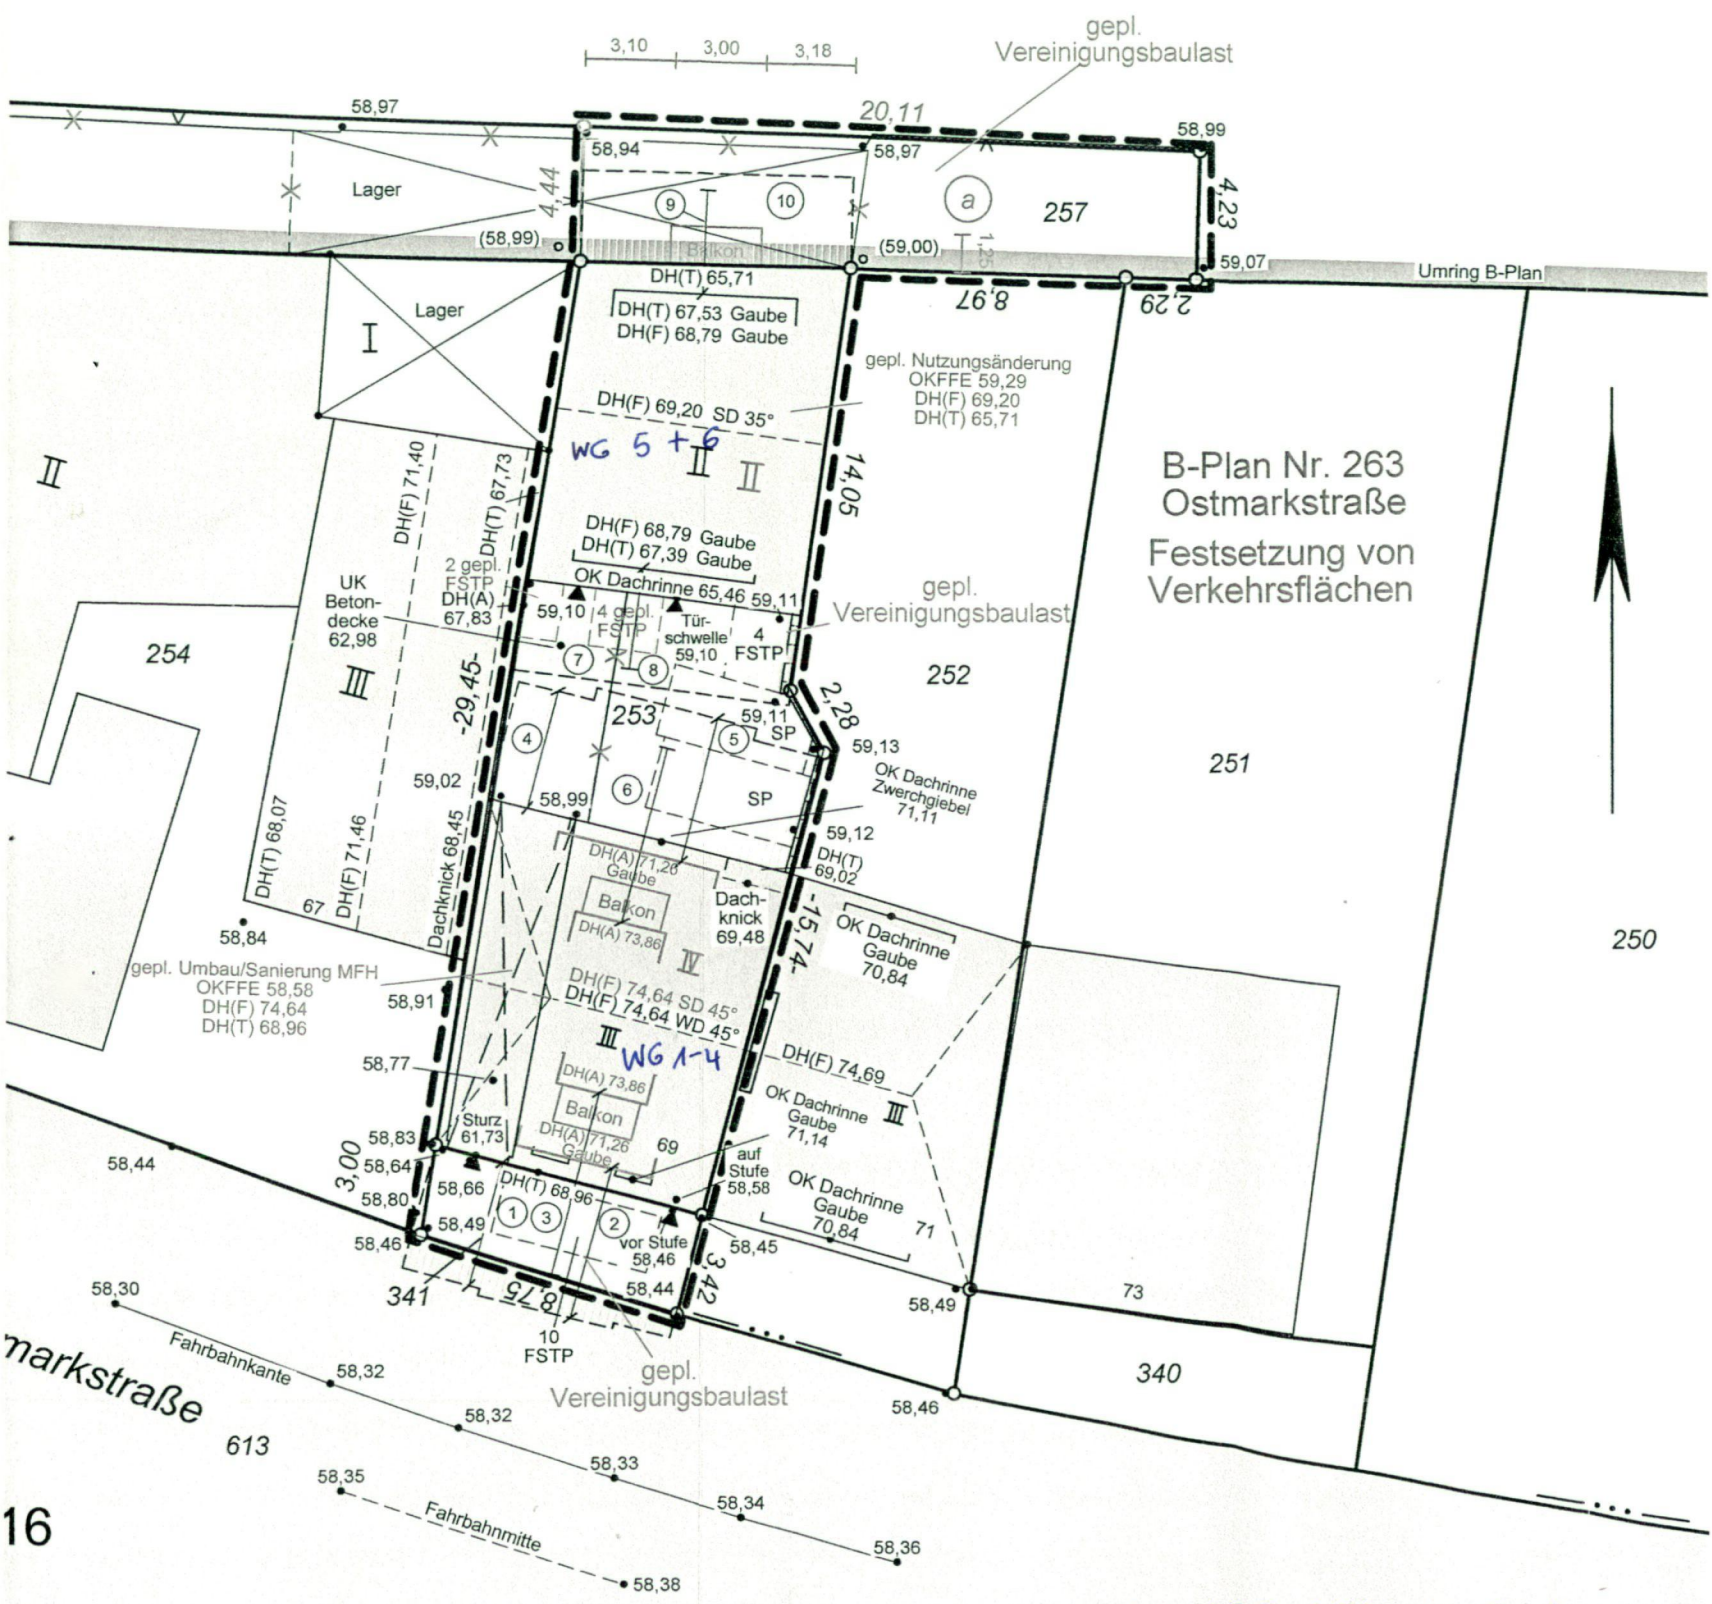 gepl.
Vereinigungsbaulast
3,10
3,00
3,18
58,97
20,11
58,99
58,94
58,97
4,44
4,23
Lager
9
10
a
257
(58,99)
Balkon
(59,00)
1,25
59,07
Umring B-Plan
DH(T) 65,71
8,97
2,29
Lager
I
DH(T) 67,53 Gaube
DH(F) 68,79 Gaube
gepl. Nutzungsänderung
OKFFE 59,29
DH(F) 69,20
DH(T) 65,71
DH(F) 69,20 SD 35°
WG 5 + 6
II
II
II
DH(F) 71,40
DH(T) 67,73
14,05
B-Plan Nr. 263
Ostmarkstraße
Festsetzung von
Verkehrsflächen
DH(F) 68,79 Gaube
DH(T) 67,39 Gaube
OK Dachrinne 65,46
59,11
2 gepl.
FSTP
DH(A)
67,83
UK
Beton-
decke
62,98
59,10
4 gepl.
FSTP
Tür-
schwelle
59,10
4
FSTP
gepl.
Vereinigungsbaulast
254
III
7
8
252
-29,45-
253
2,28
59,11
SP
4
5
59,13
251
59,02
6
58,99
SP
OK Dachrinne
Zwerchgiebel
71,11
59,12
DH(T) 68,07
DH(F) 71,46
Dachknick 68,45
DH(A) 71,26
Gaube
DH(T)
69,02
Balkon
Dach-
knick
69,48
67
58,84
DH(A) 73,86
-15,74-
OK Dachrinne
Gaube
70,84
250
gepl. Umbau/Sanierung MFH
OKFFE 58,58
DH(F) 74,64
DH(T) 68,96
58,91
IV
DH(F) 74,64 SD 45°
DH(F) 74,64 WD 45°
III
WG 1-4
58,77
DH(F) 74,69
DH(A) 73,86
OK Dachrinne
Gaube
71,14
III
Balkon
Sturz
61,73
DH(A) 71,26
Gaube
69
58,83
58,64
auf
Stufe
58,58
58,44
3,00
58,66
DH(T) 68,96
OK Dachrinne
Gaube
70,84
71
58,80
58,49
1
3
2
vor Stufe
58,46
58,45
58,46
3,42
341
8,75
58,44
58,49
73
58,30
10
FSTP
gepl.
Vereinigungsbaulast
340
Fahrbahnkante
58,32
58,46
markstraße
58,32
613
58,33
58,35
58,34
Fahrbahnmitte
16
58,36
58,38